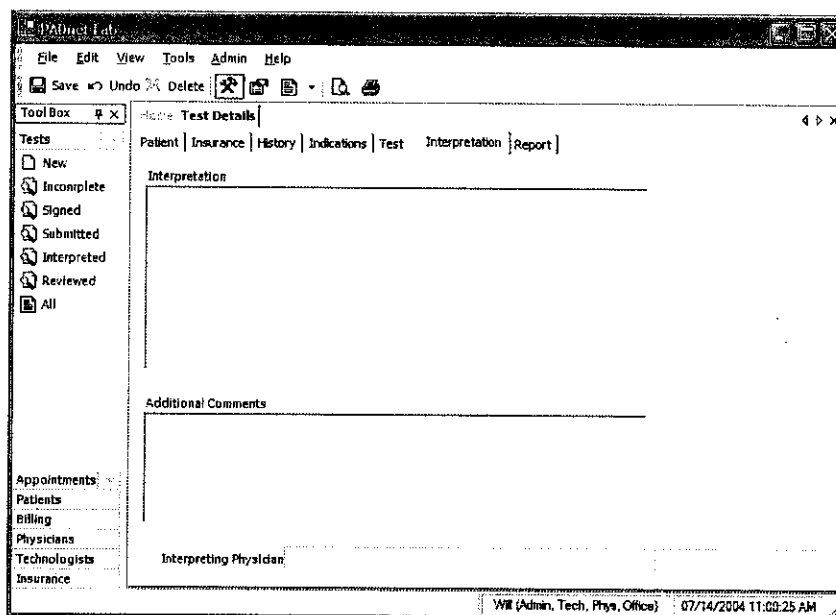 PADnet Lab
File Edit View Tools Admin Help
Save Undo Delete
Tool Box
Home Test Details
Tests
Patient Insurance History Indications Test Interpretation Report
New
Incomplete
Signed
Submitted
Interpreted
Reviewed
All
Interpretation
Additional Comments
Appointments
Patients
Billing
Physicians
Technologists
Insurance
Interpreting Physician
Will (Admin, Tech, Phys, Office) 07/14/2004 11:09:25 AM